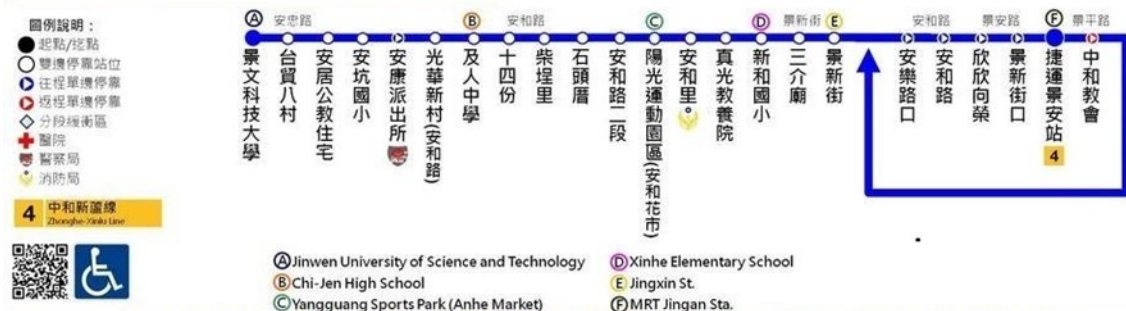 圖例說明：
起點/迄點
雙邊停靠站位
往程單邊停靠
返程單邊停靠
分段緩衝區
醫院
警察局
消防局
4 中和新蘆線
Zhonghe-Xinlu Line
A 安忠路 B 安和路 C D 景新街 E 安和路 景安路 F 景平路
景文科技大學
台貿八村
安居公教住宅
安坑國小
安康派出所
光華新村(安和路)
及人中學
十四份
柴埕里
石頭厝
安和路二段
陽光運動園區(安和花市)
安和里
真光教養院
新和國小
三介廟
景新街
安樂路口
安和路
欣欣向榮
景新街口
捷運景安站
4
中和教會
A Jinwen University of Science and Technology
B Chi-Jen High School
C Yangguang Sports Park (Anhe Market)
D Xinhe Elementary School
E Jingxin St.
F MRT Jingan Sta.